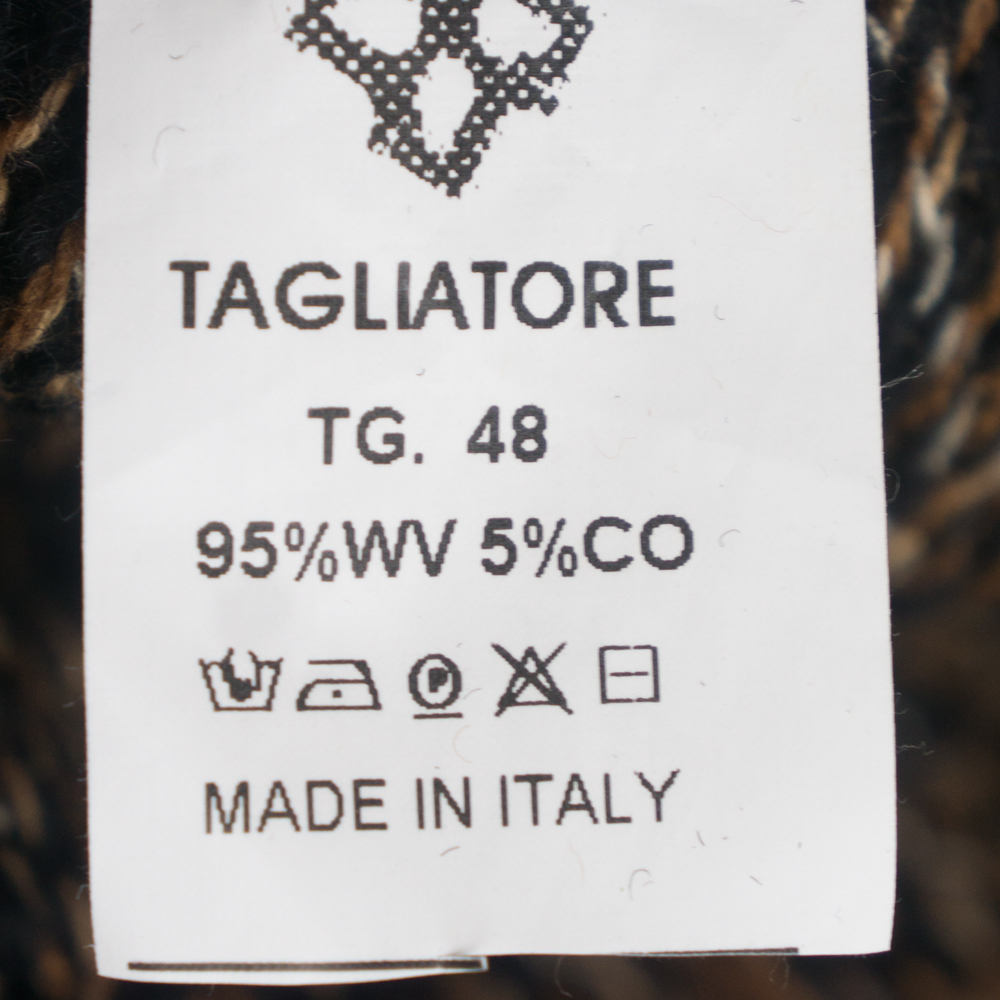 TAGLIATORE
TG. 48
95%WV 5%CO
P
MADE IN ITALY